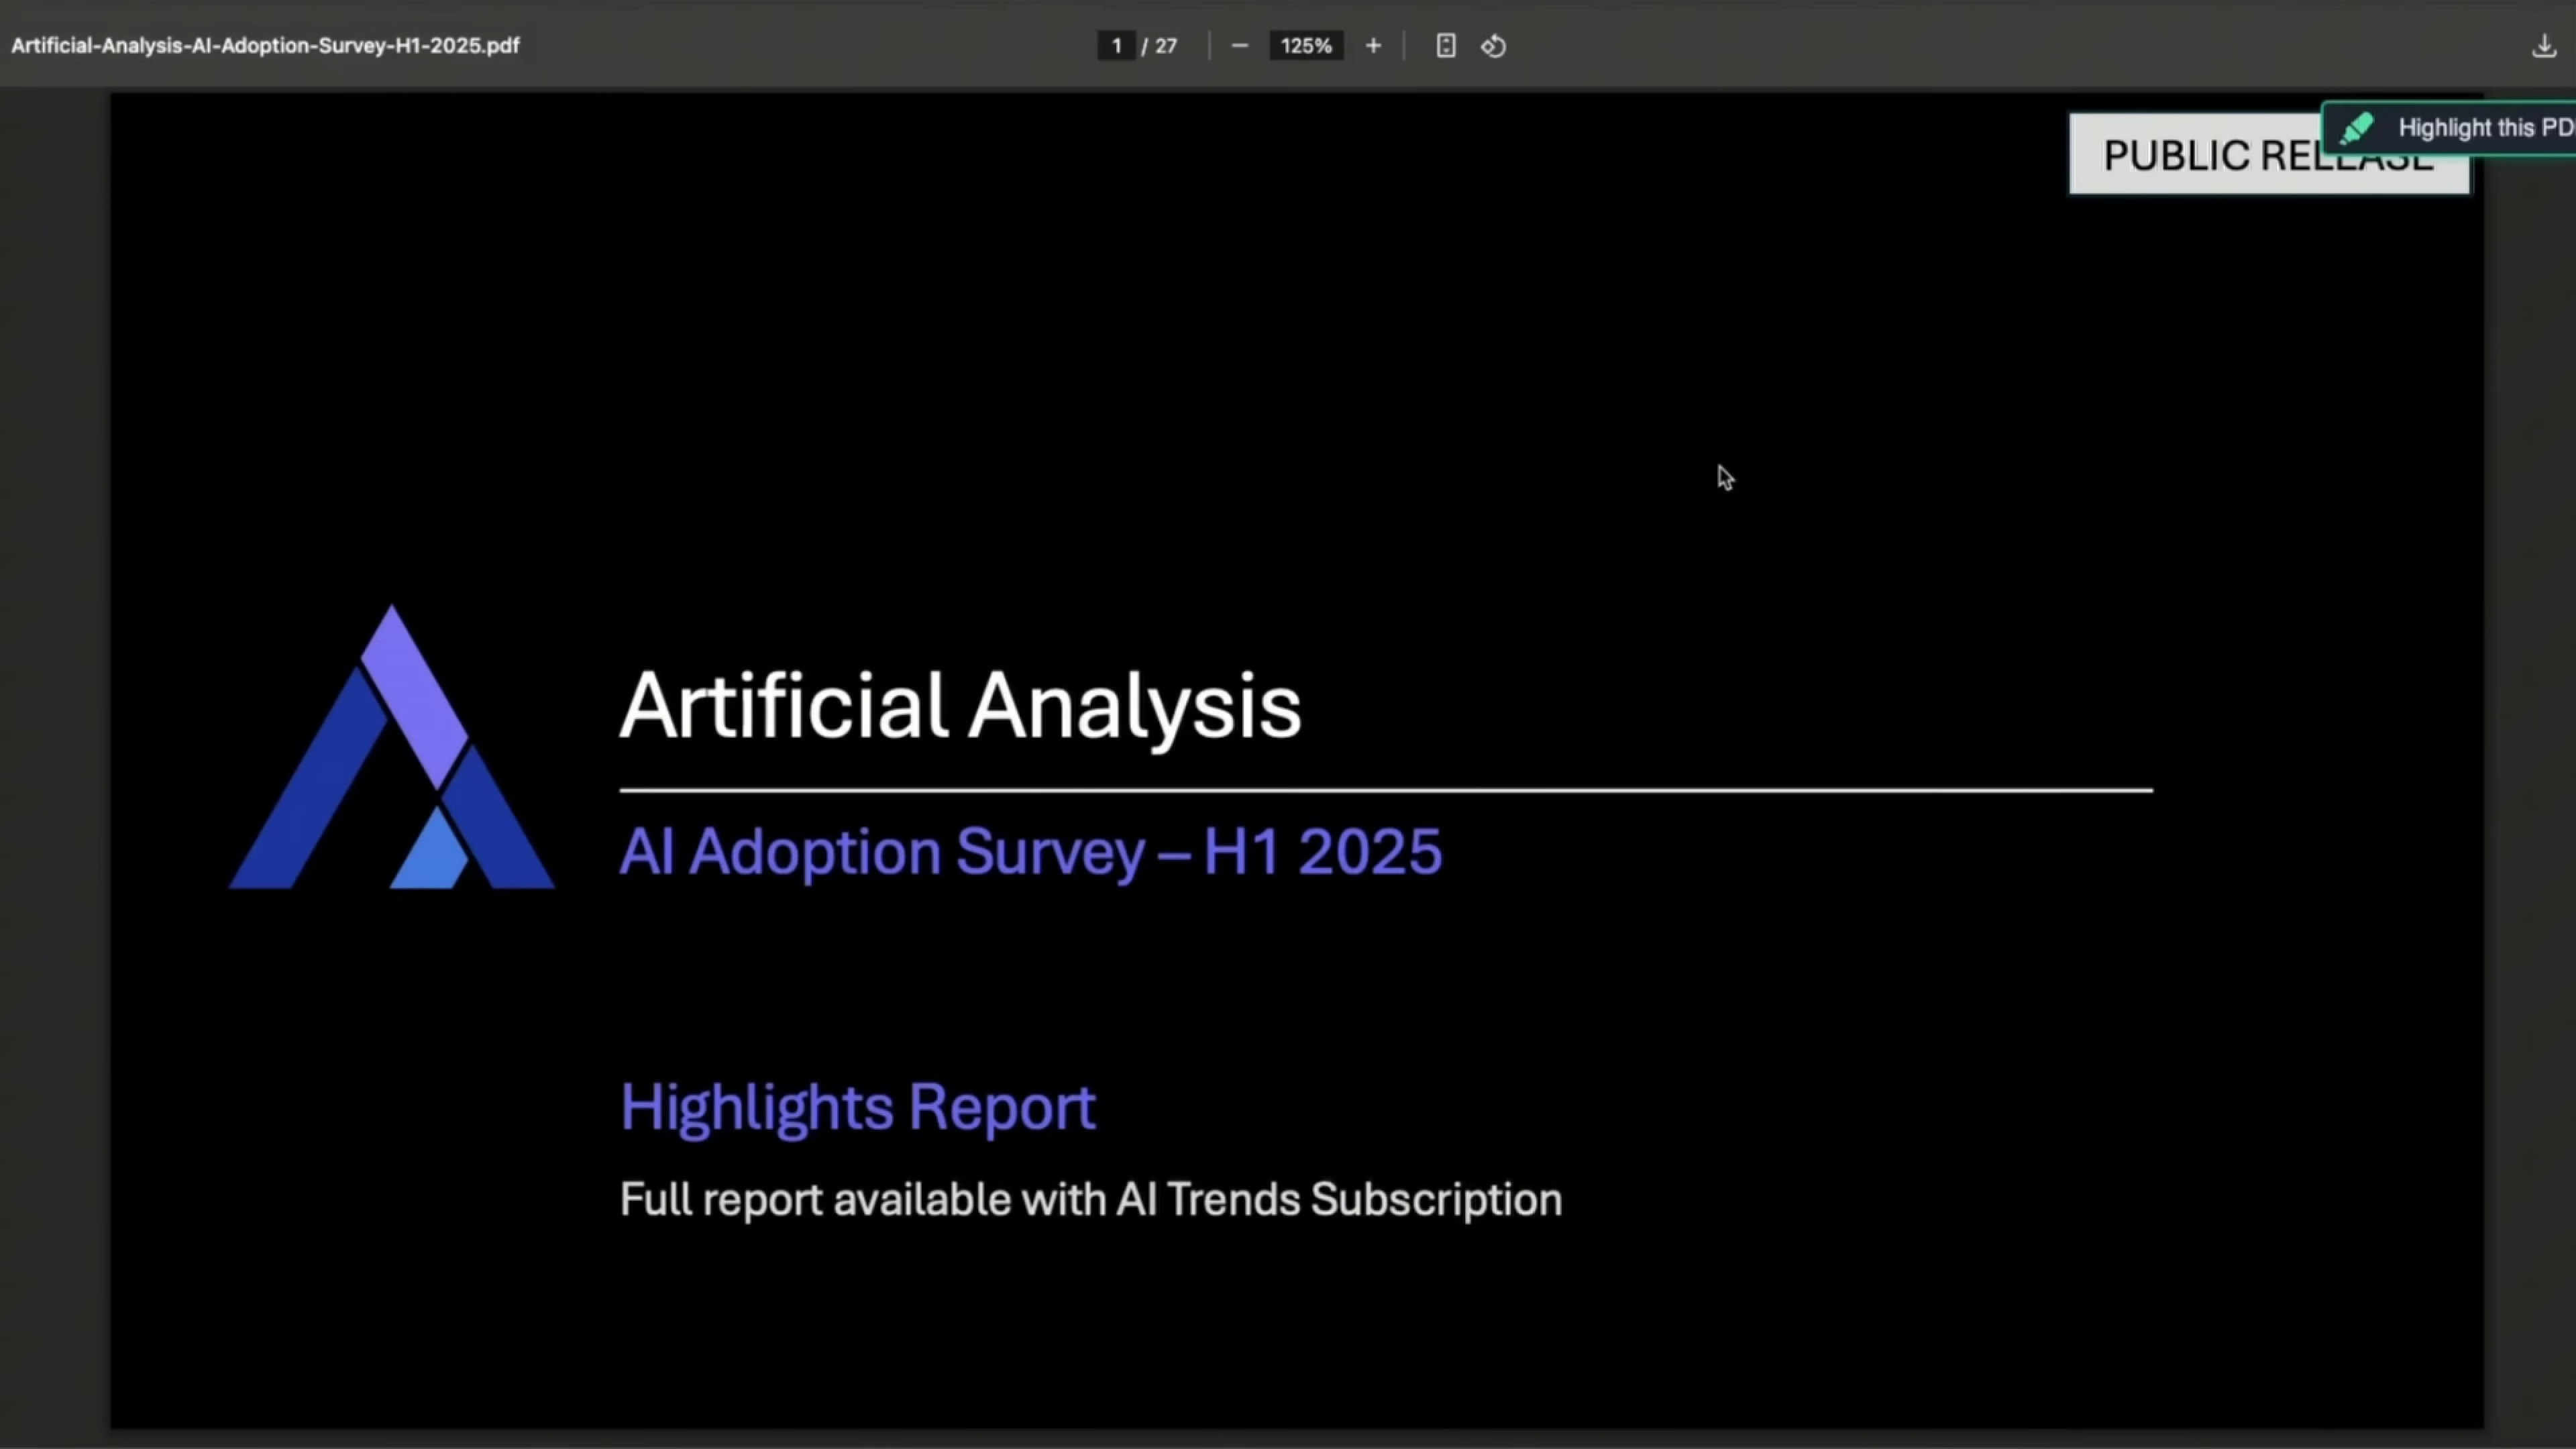 Artificial-Analysis-AI-Adoption-Survey-H1-2025.pdf
1 / 27
125%
Highlight this PD
PUBLIC RELEASE
Artificial Analysis
AI Adoption Survey – H1 2025
Highlights Report
Full report available with AI Trends Subscription